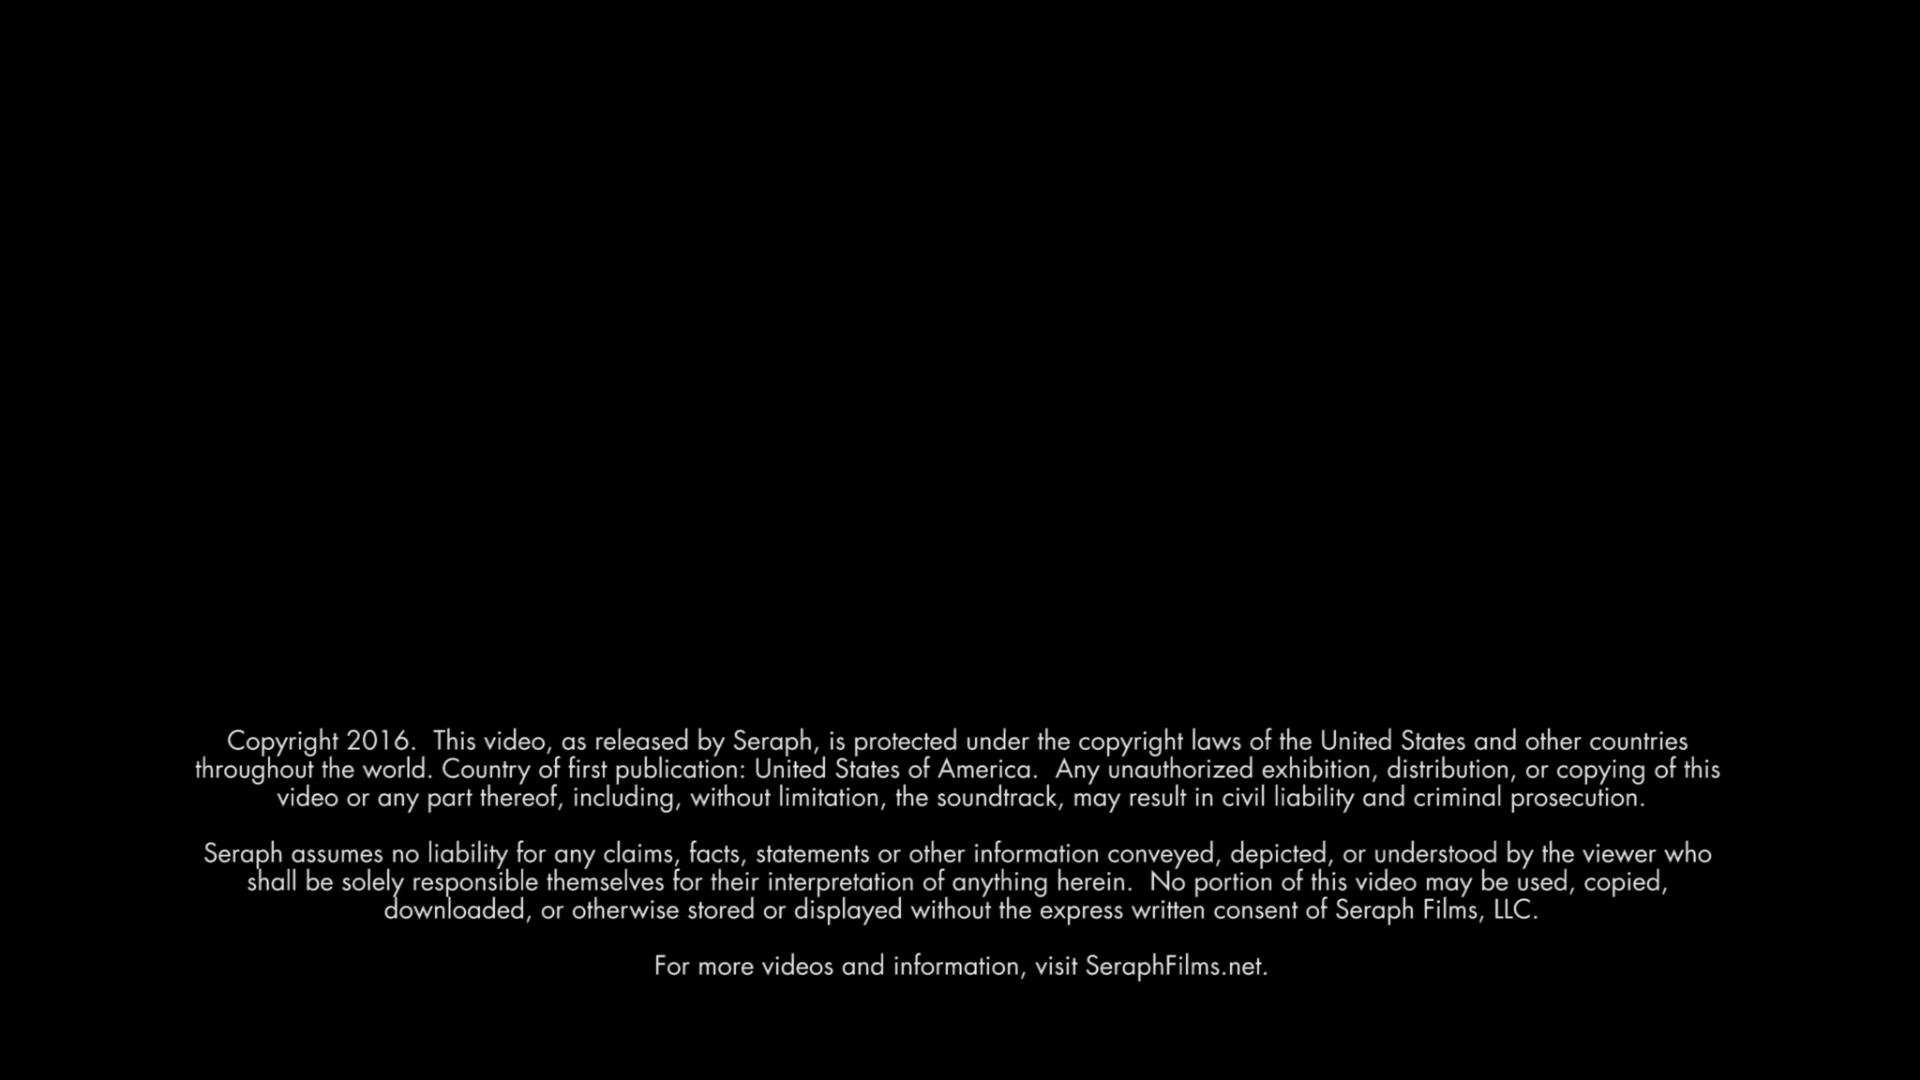 Copyright 2016.  This video, as released by Seraph, is protected under the copyright laws of the United States and other countries
throughout the world. Country of first publication: United States of America.  Any unauthorized exhibition, distribution, or copying of this
video or any part thereof, including, without limitation, the soundtrack, may result in civil liability and criminal prosecution.
Seraph assumes no liability for any claims, facts, statements or other information conveyed, depicted, or understood by the viewer who
shall be solely responsible themselves for their interpretation of anything herein.  No portion of this video may be used, copied,
downloaded, or otherwise stored or displayed without the express written consent of Seraph Films, LLC.
For more videos and information, visit SeraphFilms.net.